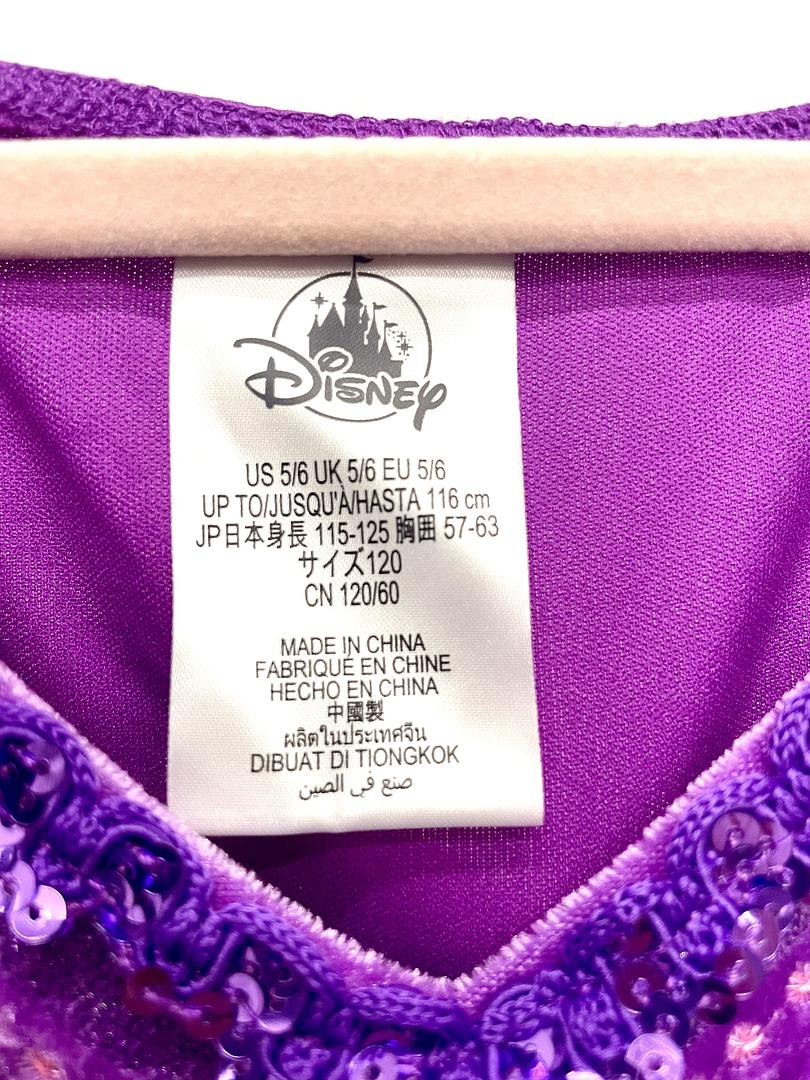 Disney
US 5/6 UK 5/6 EU 5/6
UP TO/JUSQU'À/HASTA 116 cm
JP日本身長 115-125 胸囲 57-63
サイズ120
CN 120/60
MADE IN CHINA
FABRIQUÉ EN CHINE
HECHO EN CHINA
中國製
ผลิตในประเทศจีน
DIBUAT DI TIONGKOK
صنع في الصين